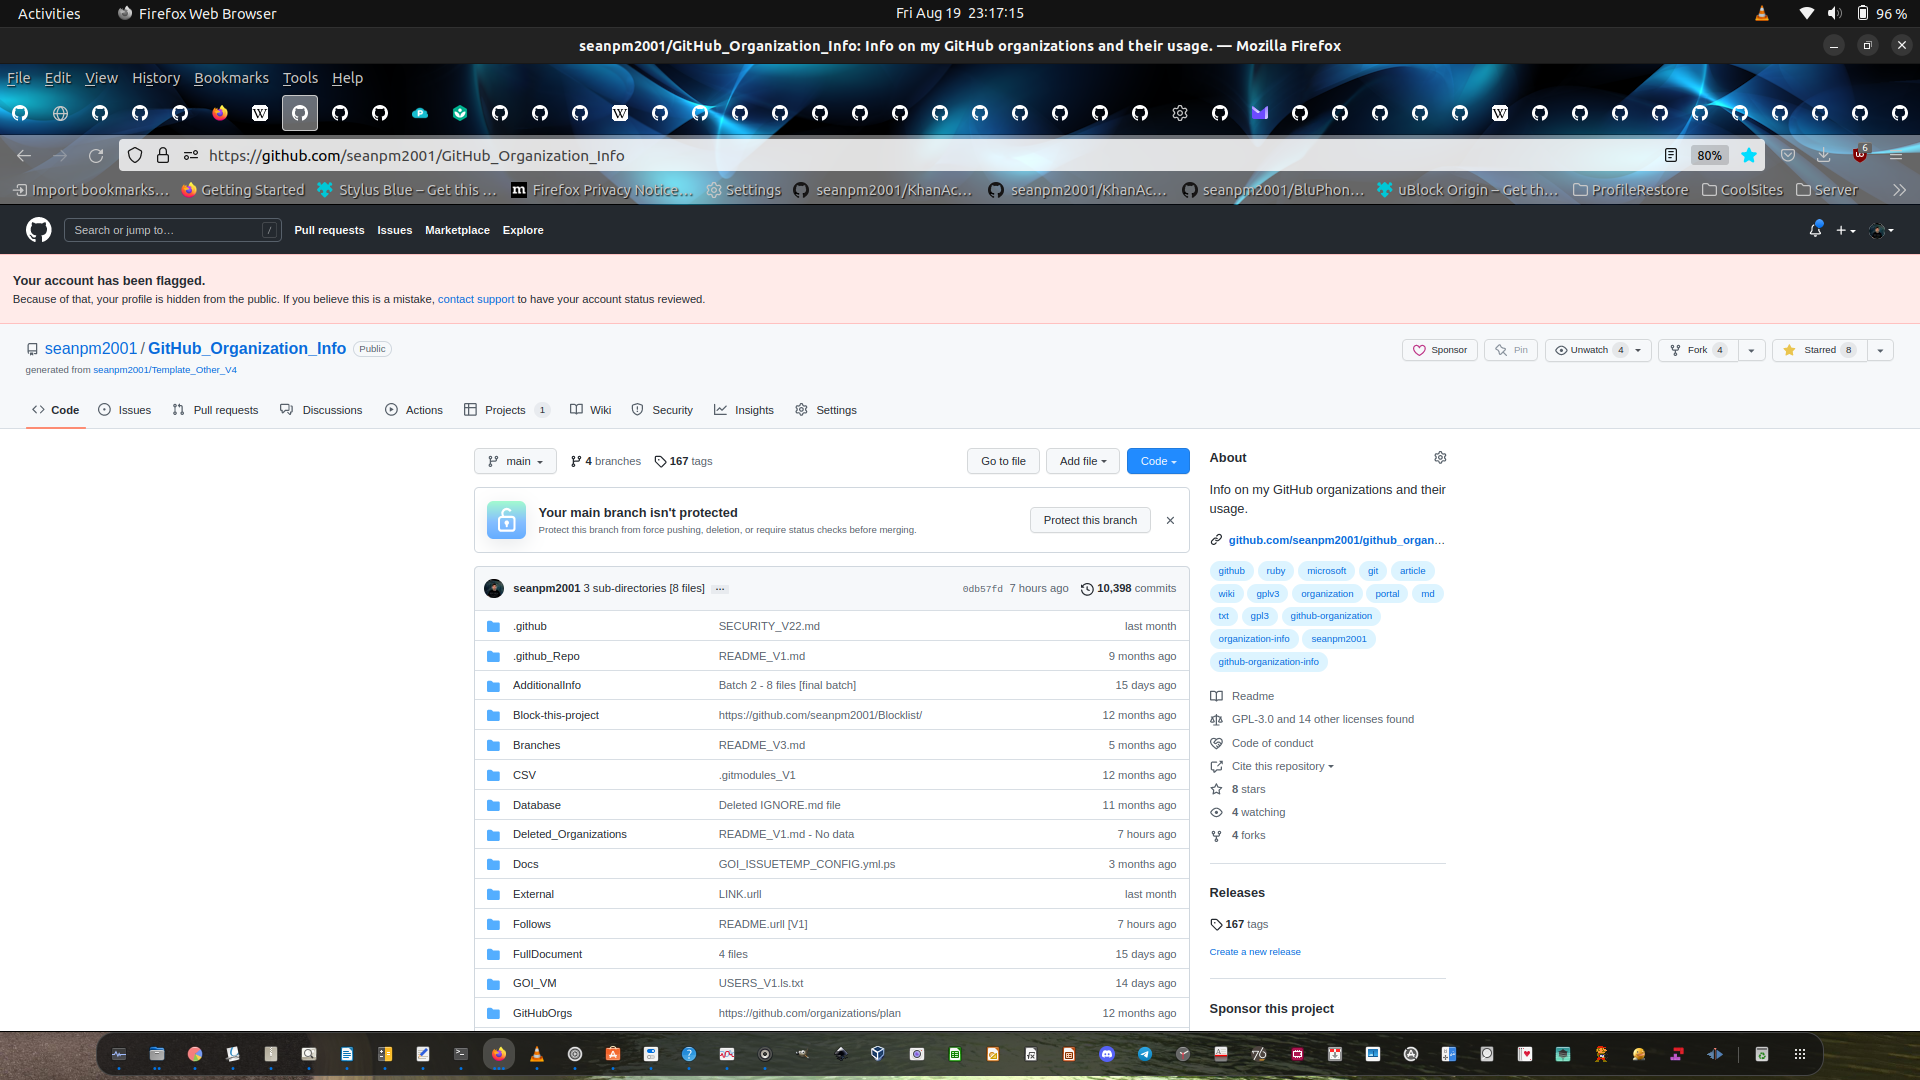 Activities
Firefox Web Browser
Fri Aug 19 23:17:15
96 %
seanpm2001/GitHub_Organization_Info: Info on my GitHub organizations and their usage. — Mozilla Firefox
File Edit View History Bookmarks Tools Help
https://github.com/seanpm2001/GitHub_Organization_Info
80%
6
Import bookmarks…
Getting Started
Stylus Blue – Get this …
Firefox Privacy Notice…
Settings
seanpm2001/KhanAc…
seanpm2001/KhanAc…
seanpm2001/BluPhon…
uBlock Origin – Get th…
ProfileRestore
CoolSites
Server
Search or jump to…
/
Pull requests
Issues
Marketplace
Explore
Your account has been flagged.
Because of that, your profile is hidden from the public. If you believe this is a mistake, contact support to have your account status reviewed.
seanpm2001 / GitHub_Organization_Info Public
Sponsor
Pin
Unwatch 4
Fork 4
Starred 8
generated from seanpm2001/Template_Other_V4
Code
Issues
Pull requests
Discussions
Actions
Projects 1
Wiki
Security
Insights
Settings
main
4 branches
167 tags
Go to file
Add file
Code
Your main branch isn't protected
Protect this branch from force pushing, deletion, or require status checks before merging.
Protect this branch
seanpm2001 3 sub-directories [8 files] …
0db57fd 7 hours ago
10,398 commits
.github SECURITY_V22.md last month
.github_Repo README_V1.md 9 months ago
AdditionalInfo Batch 2 - 8 files [final batch] 15 days ago
Block-this-project https://github.com/seanpm2001/Blocklist/ 12 months ago
Branches README_V3.md 5 months ago
CSV .gitmodules_V1 12 months ago
Database Deleted IGNORE.md file 11 months ago
Deleted_Organizations README_V1.md - No data 7 hours ago
Docs GOI_ISSUETEMP_CONFIG.yml.ps 3 months ago
External LINK.urll last month
Follows README.urll [V1] 7 hours ago
FullDocument 4 files 15 days ago
GOI_VM USERS_V1.ls.txt 14 days ago
GitHubOrgs https://github.com/organizations/plan 12 months ago
About
Info on my GitHub organizations and their
usage.
github.com/seanpm2001/github_organ…
github ruby microsoft git article
wiki gplv3 organization portal md
txt gpl3 github-organization
organization-info seanpm2001
github-organization-info
Readme
GPL-3.0 and 14 other licenses found
Code of conduct
Cite this repository
8 stars
4 watching
4 forks
Releases
167 tags
Create a new release
Sponsor this project